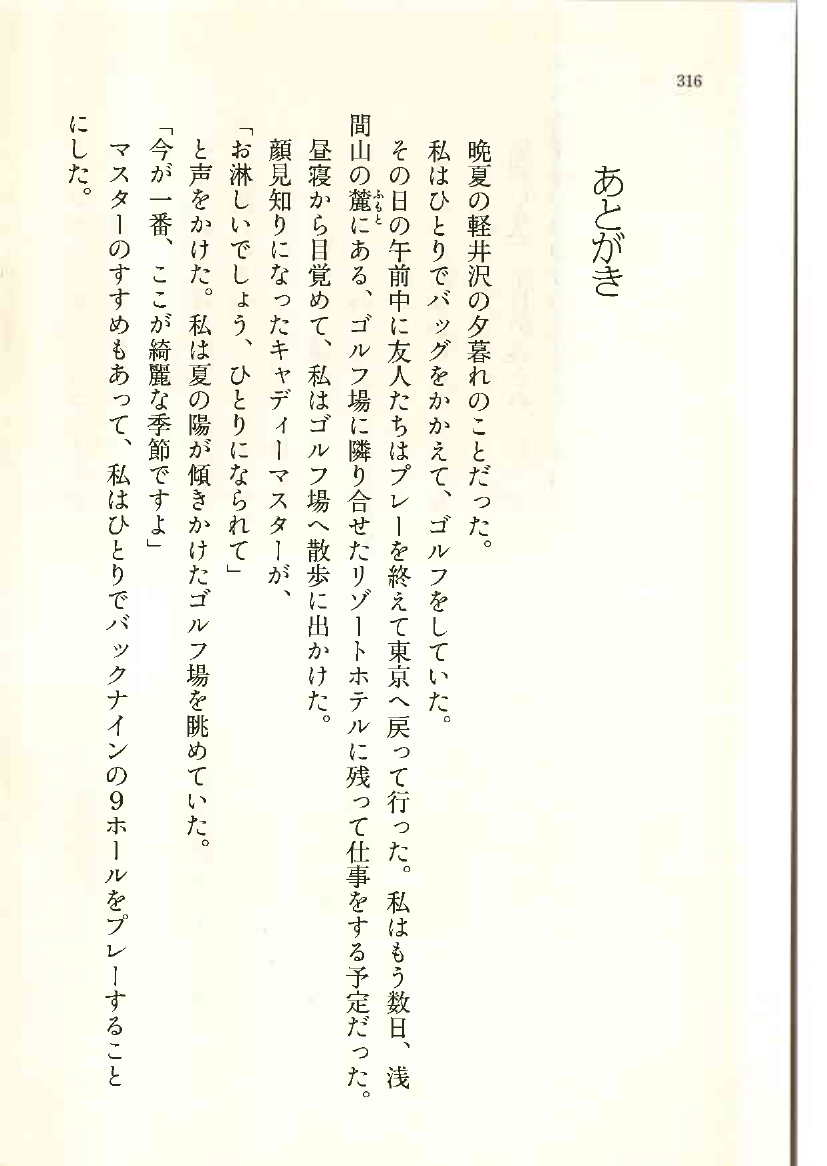 316
あとがき
晩夏の軽井沢の夕暮れのことだった。
私はひとりでバッグをかかえて、ゴルフをしていた。
その日の午前中に友人たちはプレーを終えて東京へ戻って行った。私はもう数日、浅
間山の麓にある、ゴルフ場に隣り合せたリゾートホテルに残って仕事をする予定だった。
ふもと
昼寝から目覚めて、私はゴルフ場へ散歩に出かけた。
顔見知りになったキャディーマスターが、
「お淋しいでしょう、ひとりになられて」
と声をかけた。私は夏の陽が傾きかけたゴルフ場を眺めていた。
「今が一番、ここが綺麗な季節ですよ」
マスターのすすめもあって、私はひとりでバックナインの9ホールをプレーすること
にした。